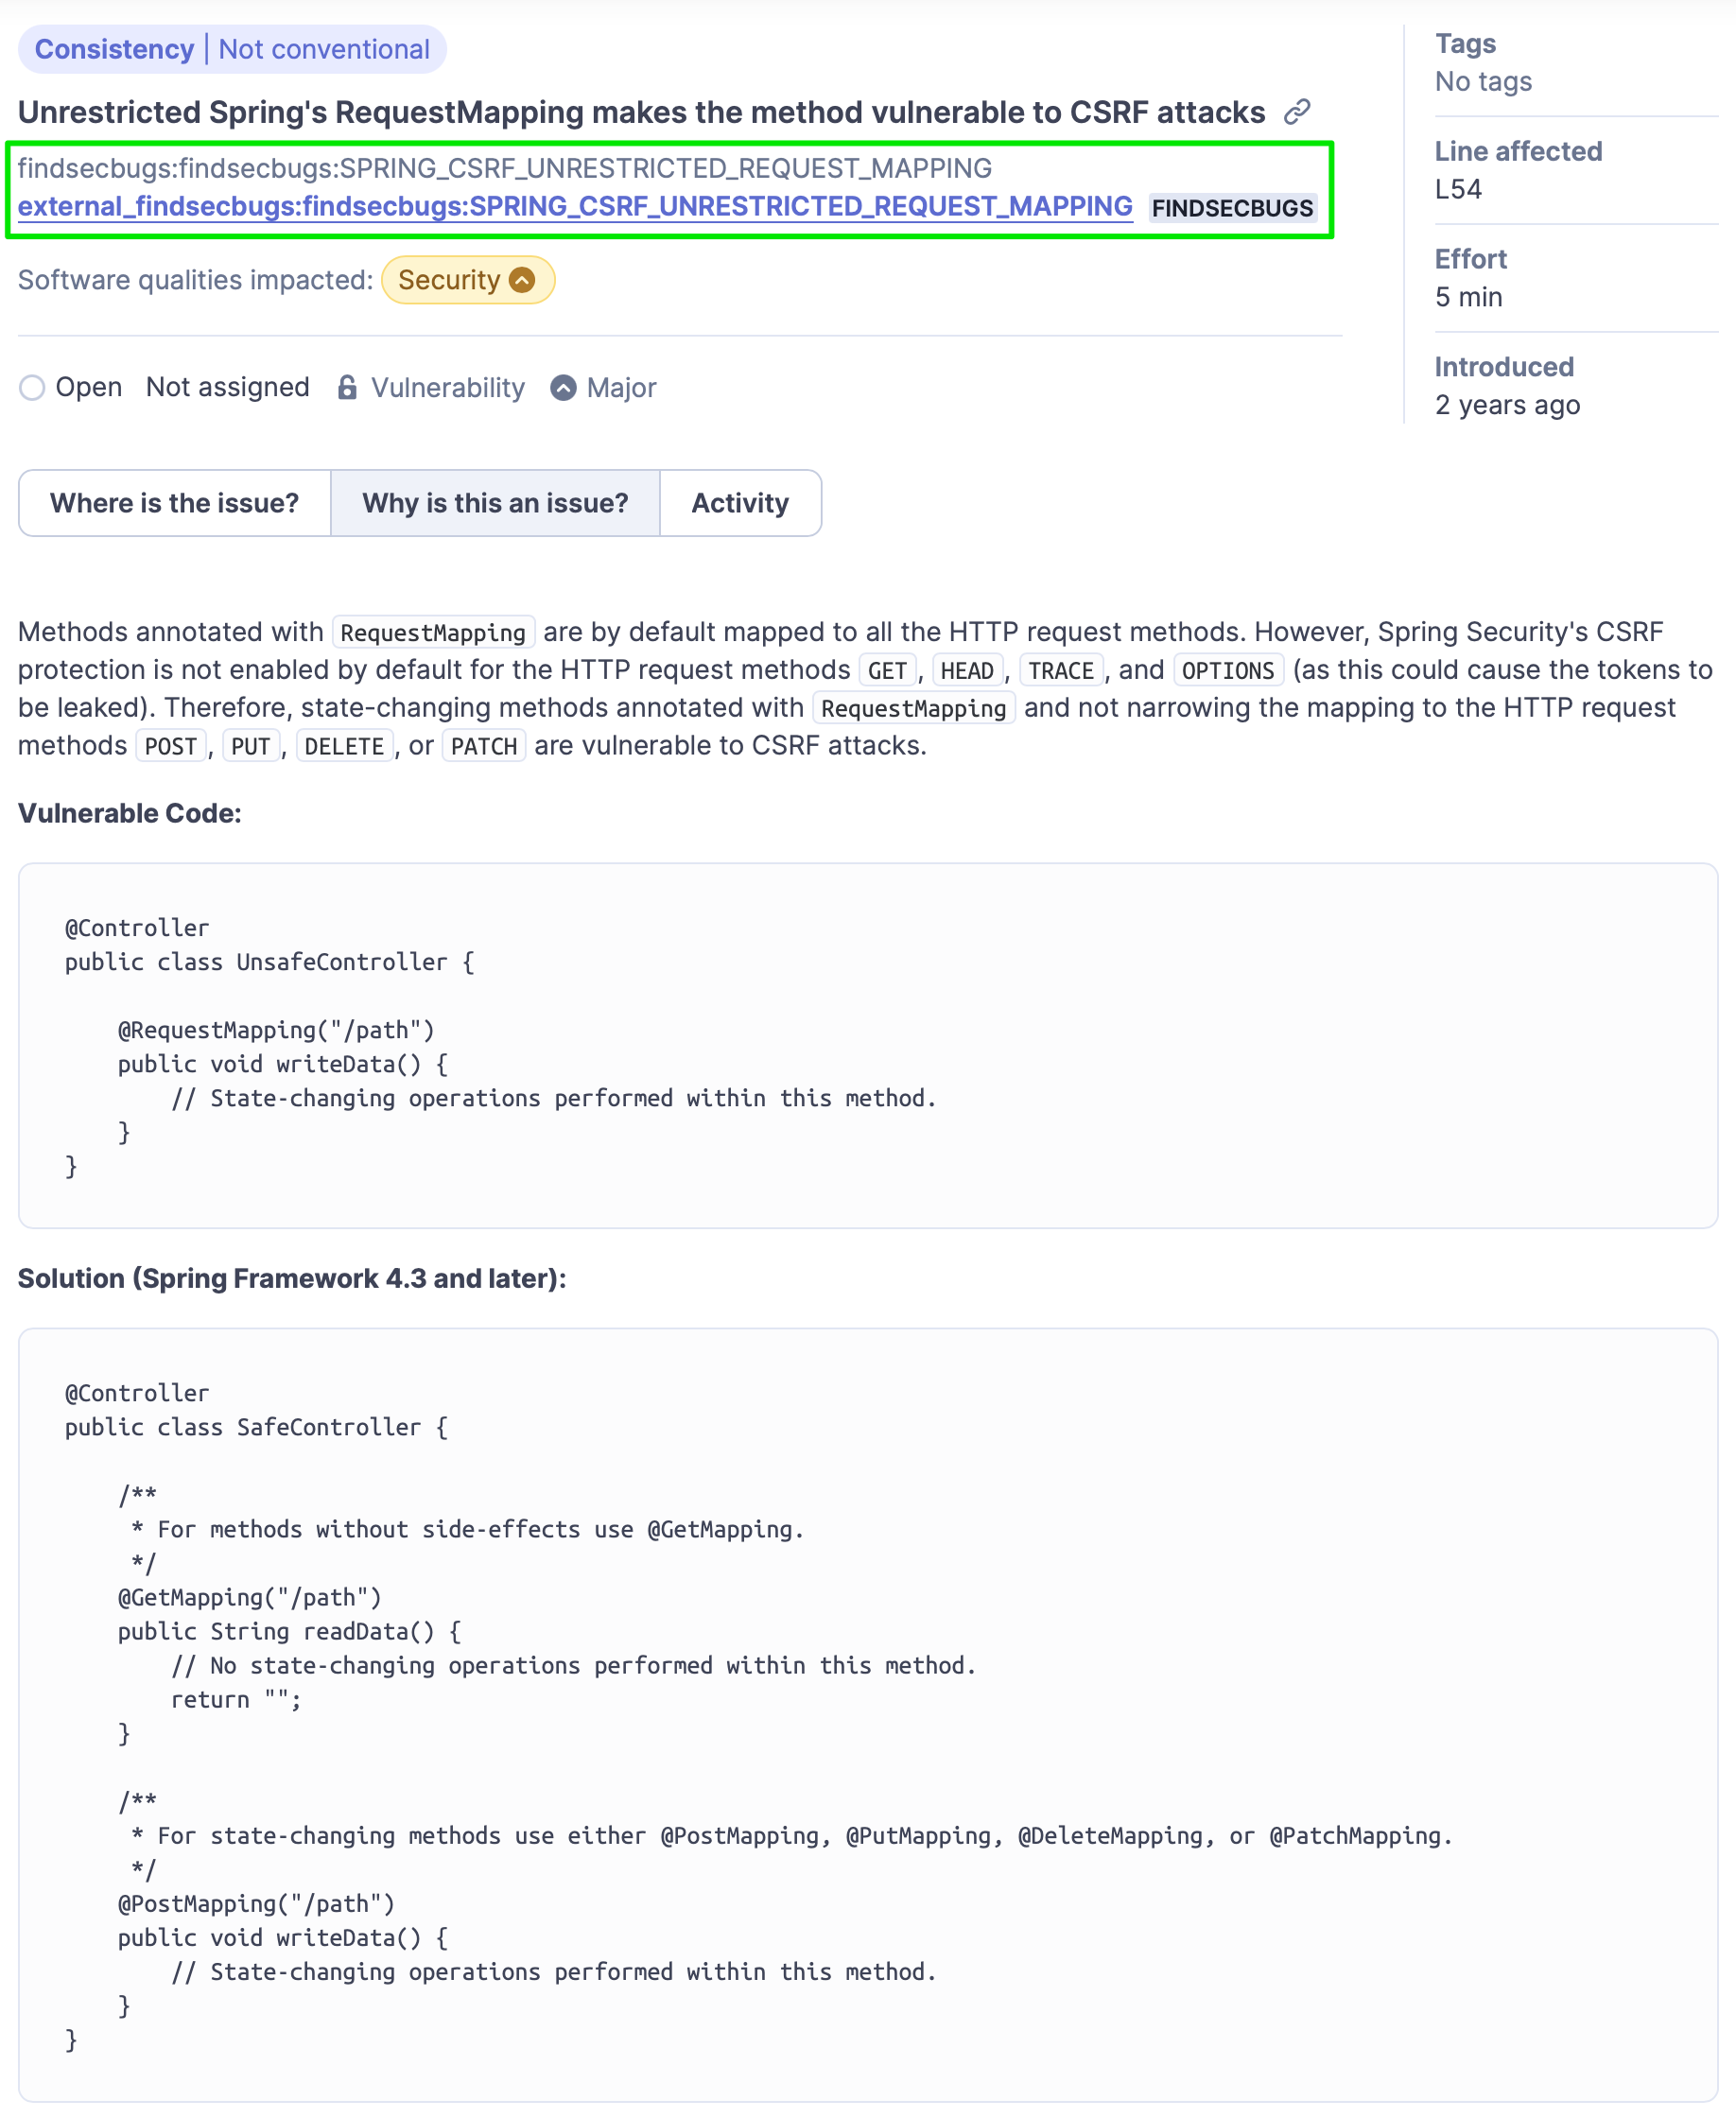 Consistency | Not conventional
Unrestricted Spring's RequestMapping makes the method vulnerable to CSRF attacks
findsecbugs:findsecbugs:SPRING_CSRF_UNRESTRICTED_REQUEST_MAPPING
external_findsecbugs:findsecbugs:SPRING_CSRF_UNRESTRICTED_REQUEST_MAPPING FINDSECBUGS
Software qualities impacted: Security
Open Not assigned Vulnerability Major
Tags
No tags
Line affected
L54
Effort
5 min
Introduced
2 years ago
Where is the issue? Why is this an issue? Activity
Methods annotated with RequestMapping are by default mapped to all the HTTP request methods. However, Spring Security's CSRF
protection is not enabled by default for the HTTP request methods GET, HEAD, TRACE, and OPTIONS (as this could cause the tokens to
be leaked). Therefore, state-changing methods annotated with RequestMapping and not narrowing the mapping to the HTTP request
methods POST, PUT, DELETE, or PATCH are vulnerable to CSRF attacks.
Vulnerable Code:
@Controller
public class UnsafeController {
    @RequestMapping("/path")
    public void writeData() {
        // State-changing operations performed within this method.
    }
}
Solution (Spring Framework 4.3 and later):
@Controller
public class SafeController {
    /**
     * For methods without side-effects use @GetMapping.
     */
    @GetMapping("/path")
    public String readData() {
        // No state-changing operations performed within this method.
        return "";
    }
    /**
     * For state-changing methods use either @PostMapping, @PutMapping, @DeleteMapping, or @PatchMapping.
     */
    @PostMapping("/path")
    public void writeData() {
        // State-changing operations performed within this method.
    }
}